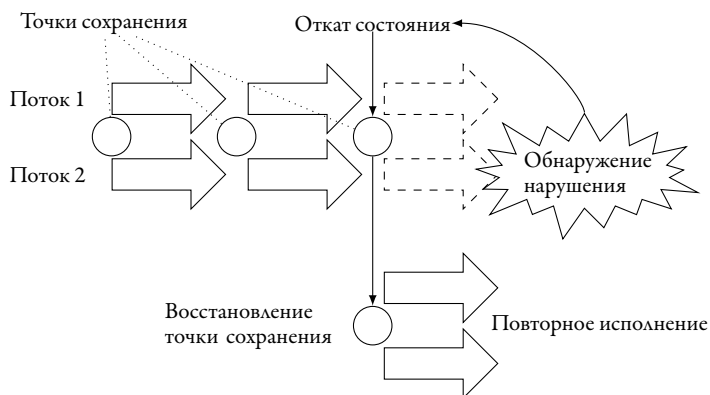 Точки сохранения
Откат состояния
Поток 1
Поток 2
Обнаружение
нарушения
Восстановление
точки сохранения
Повторное исполнение